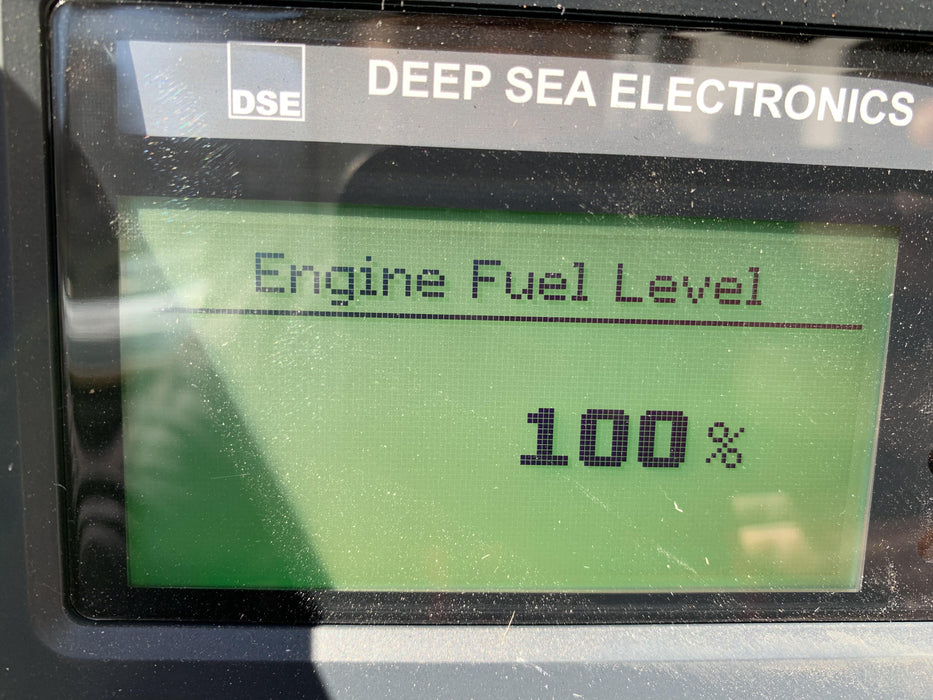 DSE
DEEP SEA ELECTRONICS
Engine Fuel Level
100%